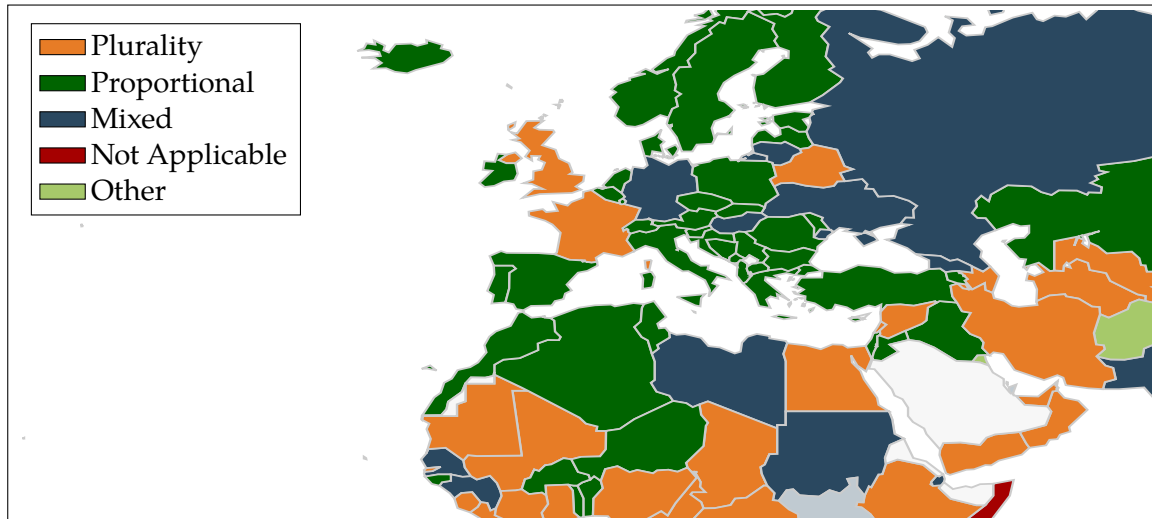 Plurality
Proportional
Mixed
Not Applicable
Other